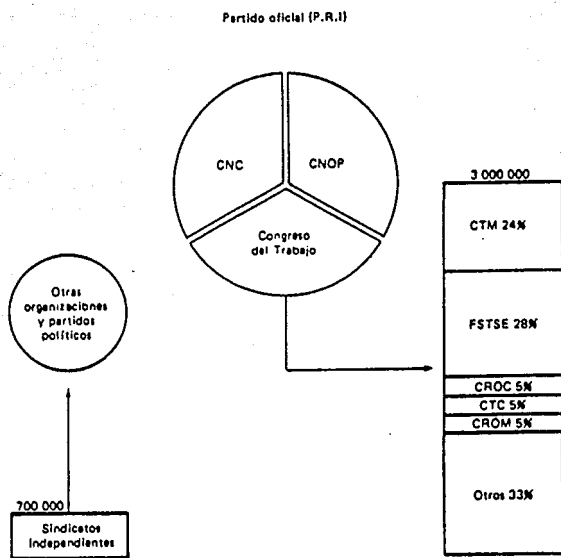 Partido oficial (P.R.I)
CNC
CNOP
Congreso
del Trabajo
3 000 000
CTM 24%
FSTSE 28%
CROC 5%
CTC 5%
CROM 5%
Otros 33%
Otras
organizaciones
y partidos
políticos
700 000
Sindicatos
Independientes